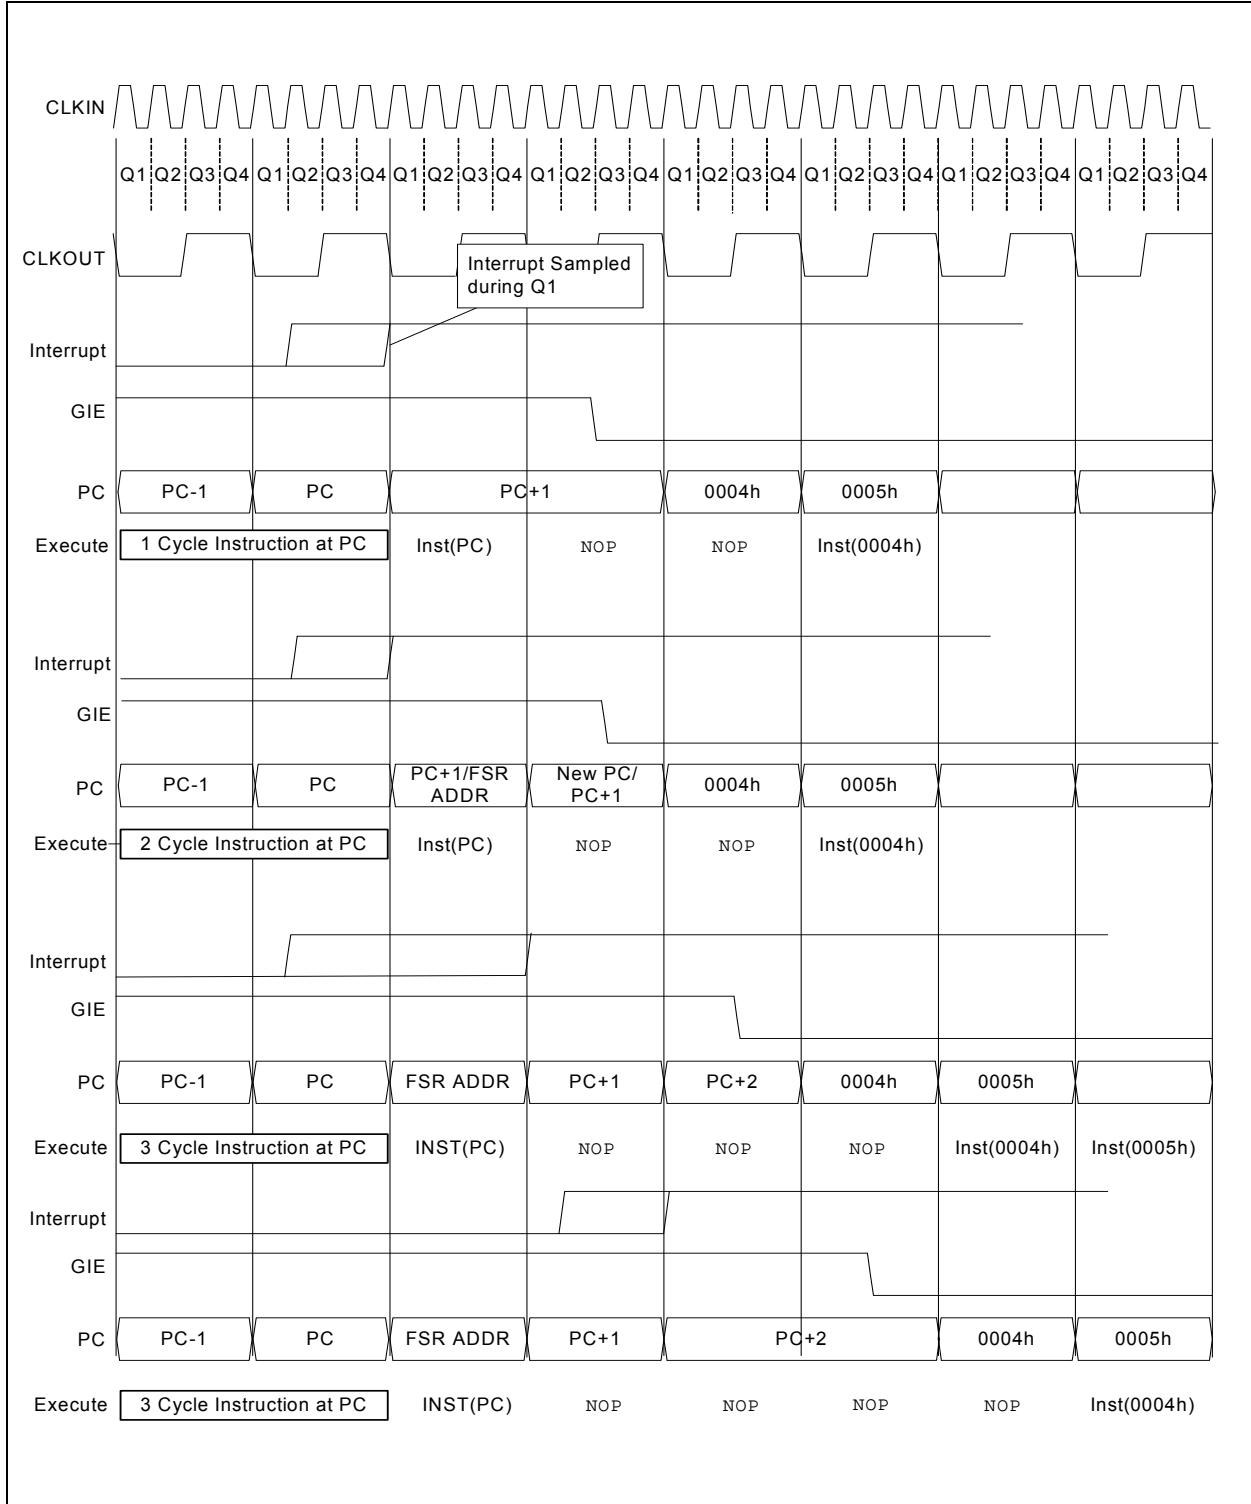 CLKIN
Q1 Q2 Q3 Q4 Q1 Q2 Q3 Q4 Q1 Q2 Q3 Q4 Q1 Q2 Q3 Q4 Q1 Q2 Q3 Q4 Q1 Q2 Q3 Q4 Q1 Q2 Q3 Q4 Q1 Q2 Q3 Q4
CLKOUT
Interrupt Sampled
during Q1
Interrupt
GIE
PC PC-1 PC PC+1 0004h 0005h
Execute 1 Cycle Instruction at PC Inst(PC) NOP NOP Inst(0004h)
Interrupt
GIE
PC PC-1 PC PC+1/FSR ADDR New PC/ PC+1 0004h 0005h
Execute 2 Cycle Instruction at PC Inst(PC) NOP NOP Inst(0004h)
Interrupt
GIE
PC PC-1 PC FSR ADDR PC+1 PC+2 0004h 0005h
Execute 3 Cycle Instruction at PC INST(PC) NOP NOP NOP Inst(0004h) Inst(0005h)
Interrupt
GIE
PC PC-1 PC FSR ADDR PC+1 PC+2 0004h 0005h
Execute 3 Cycle Instruction at PC INST(PC) NOP NOP NOP NOP Inst(0004h)